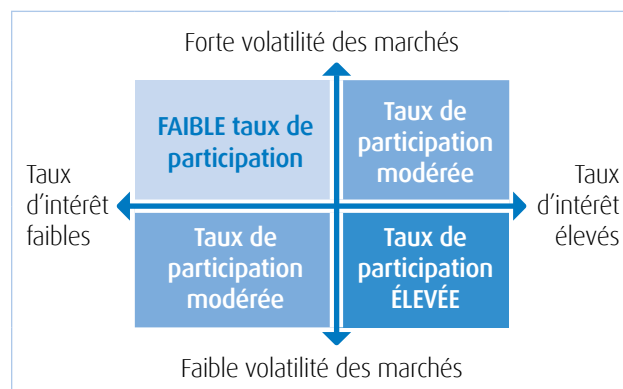 Forte volatilité des marchés
FAIBLE taux de
participation
Taux de
participation
modérée
Taux
d’intérêt
faibles
Taux
d’intérêt
élevés
Taux de
participation
modérée
Taux de
participation
ÉLEVÉE
Faible volatilité des marchés